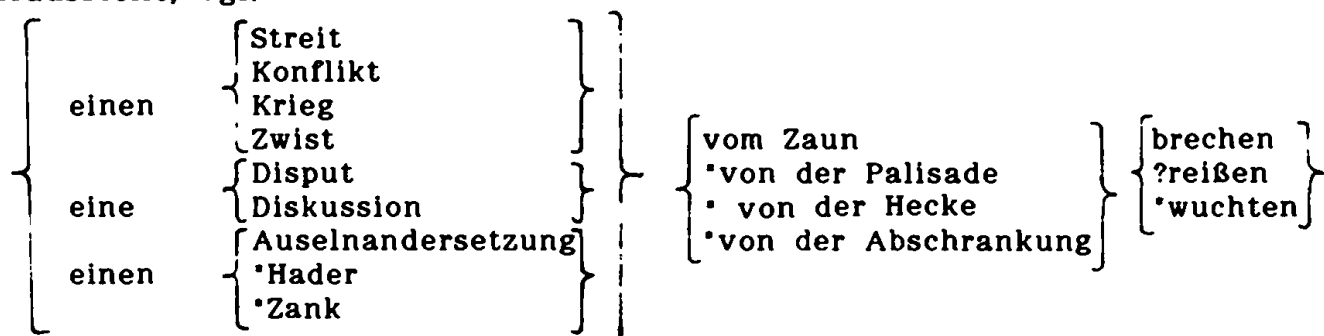 einen
Streit
Konflikt
Krieg
Zwist
eine
Disput
Diskussion
einen
Auseinandersetzung
*Hader
*Zank
vom Zaun
*von der Palisade
* von der Hecke
*von der Abschrankung
brechen
?reißen
*wuchten